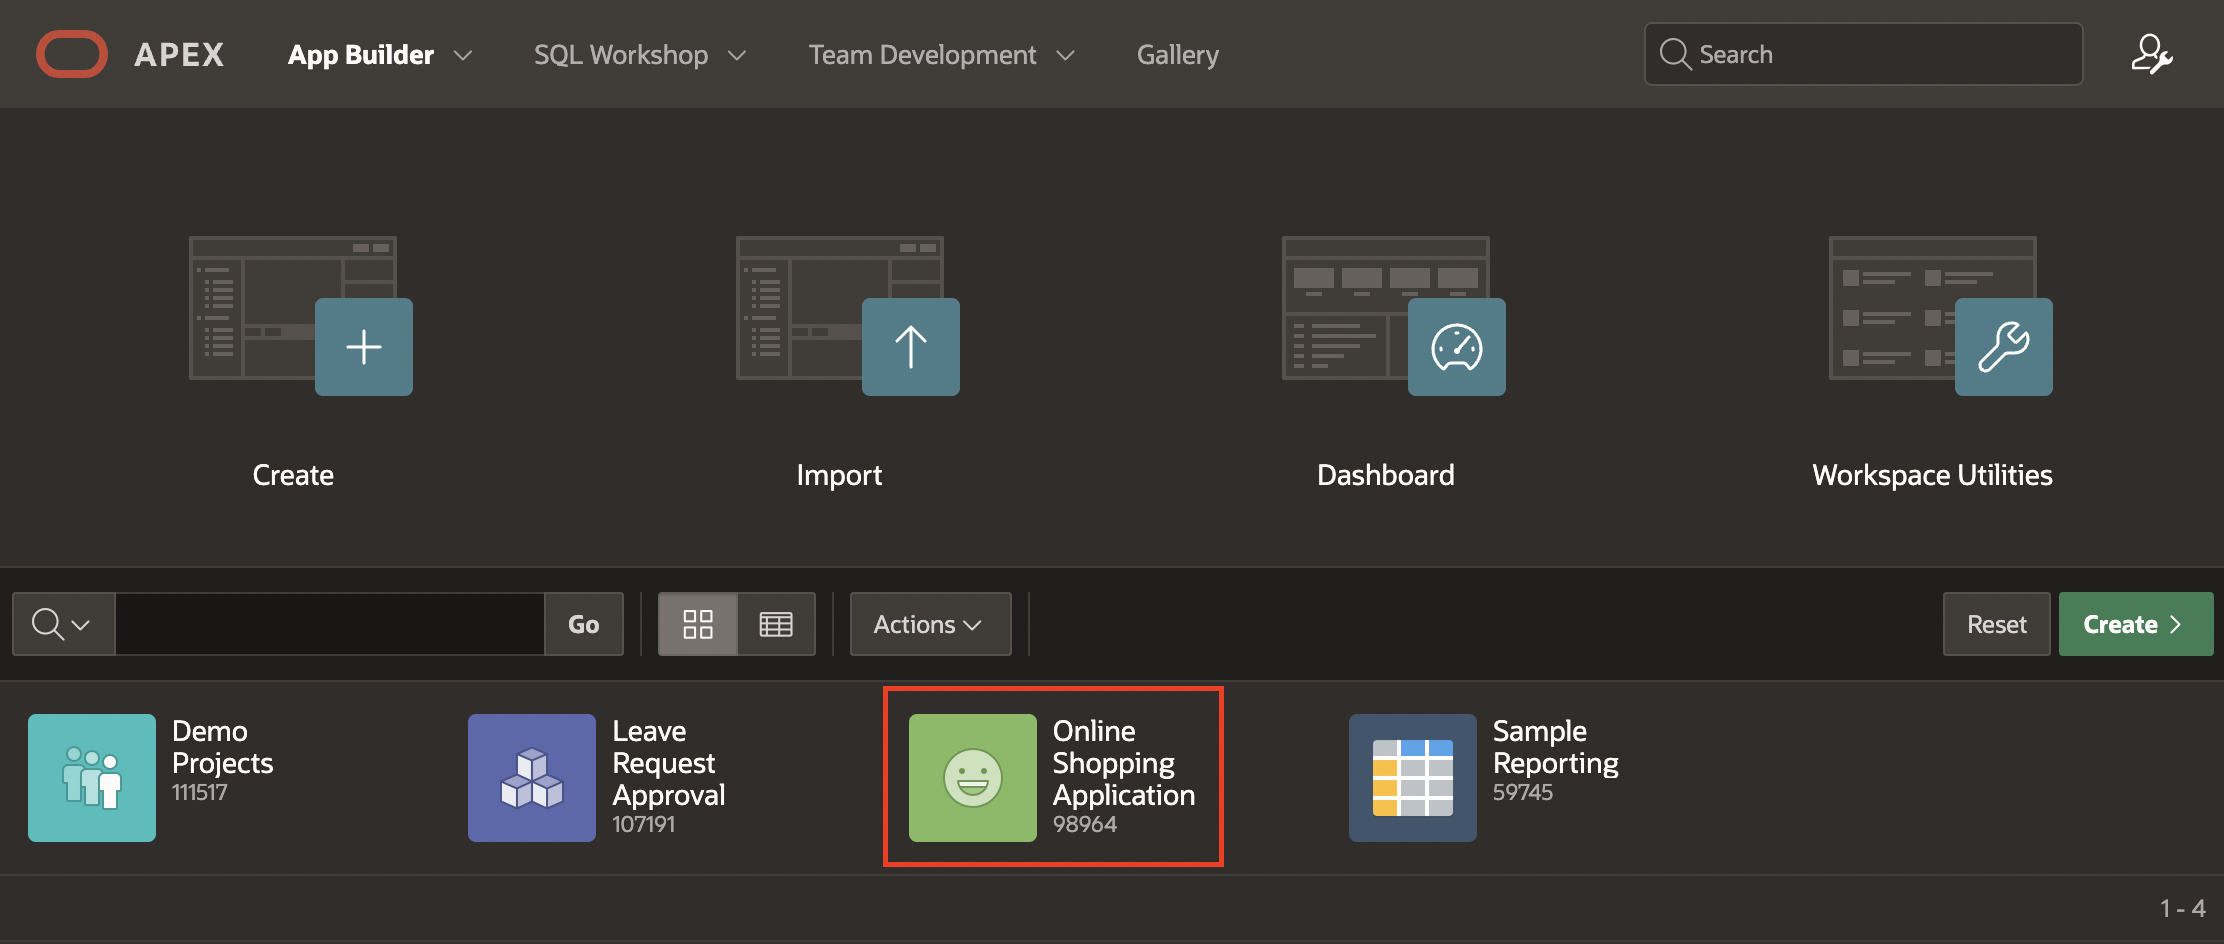 APEX App Builder SQL Workshop Team Development Gallery Search
Create Import Dashboard Workspace Utilities
Go Actions Reset Create
Demo
Projects
111517
Leave
Request
Approval
107191
Online
Shopping
Application
98964
Sample
Reporting
59745
1 - 4